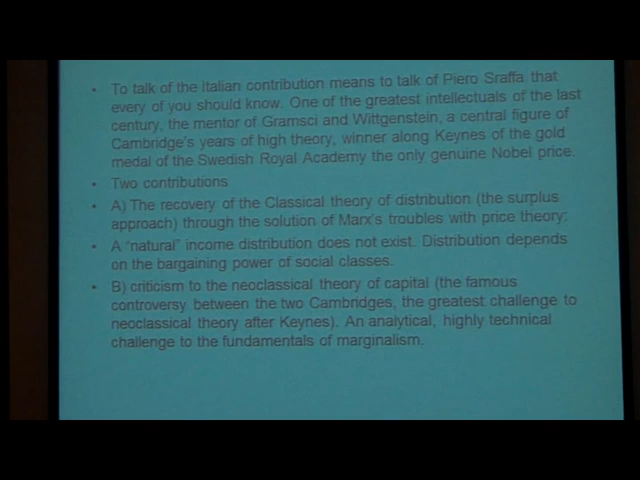 • To talk of the Italian contribution means to talk of Piero Sraffa that
every of you should know. One of the greatest intellectuals of the last
century, the mentor of Gramsci and Wittgenstein, a central figure of
Cambridge's years of high theory, winner along Keynes of the gold
medal of the Swedish Royal Academy the only genuine Nobel price.
• Two contributions
• A) The recovery of the Classical theory of distribution (the surplus
approach) through the solution of Marx's troubles with price theory;
• A "natural" income distribution does not exist. Distribution depends
on the bargaining power of social classes.
• B) criticism to the neoclassical theory of capital (the famous
controversy between the two Cambridges, the greatest challenge to
neoclassical theory after Keynes). An analytical, highly technical
challenge to the fundamentals of marginalism.